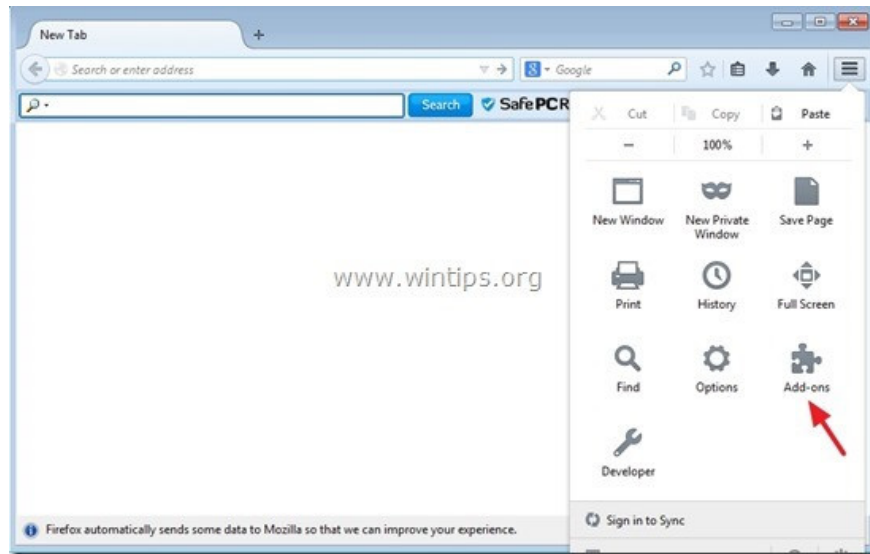 New Tab
Search or enter address
Google
Search
SafePCR
Cut
Copy
Paste
100%
New Window
New Private
Window
Save Page
www.wintips.org
Print
History
Full Screen
Find
Options
Add-ons
Developer
Sign in to Sync
Firefox automatically sends some data to Mozilla so that we can improve your experience.